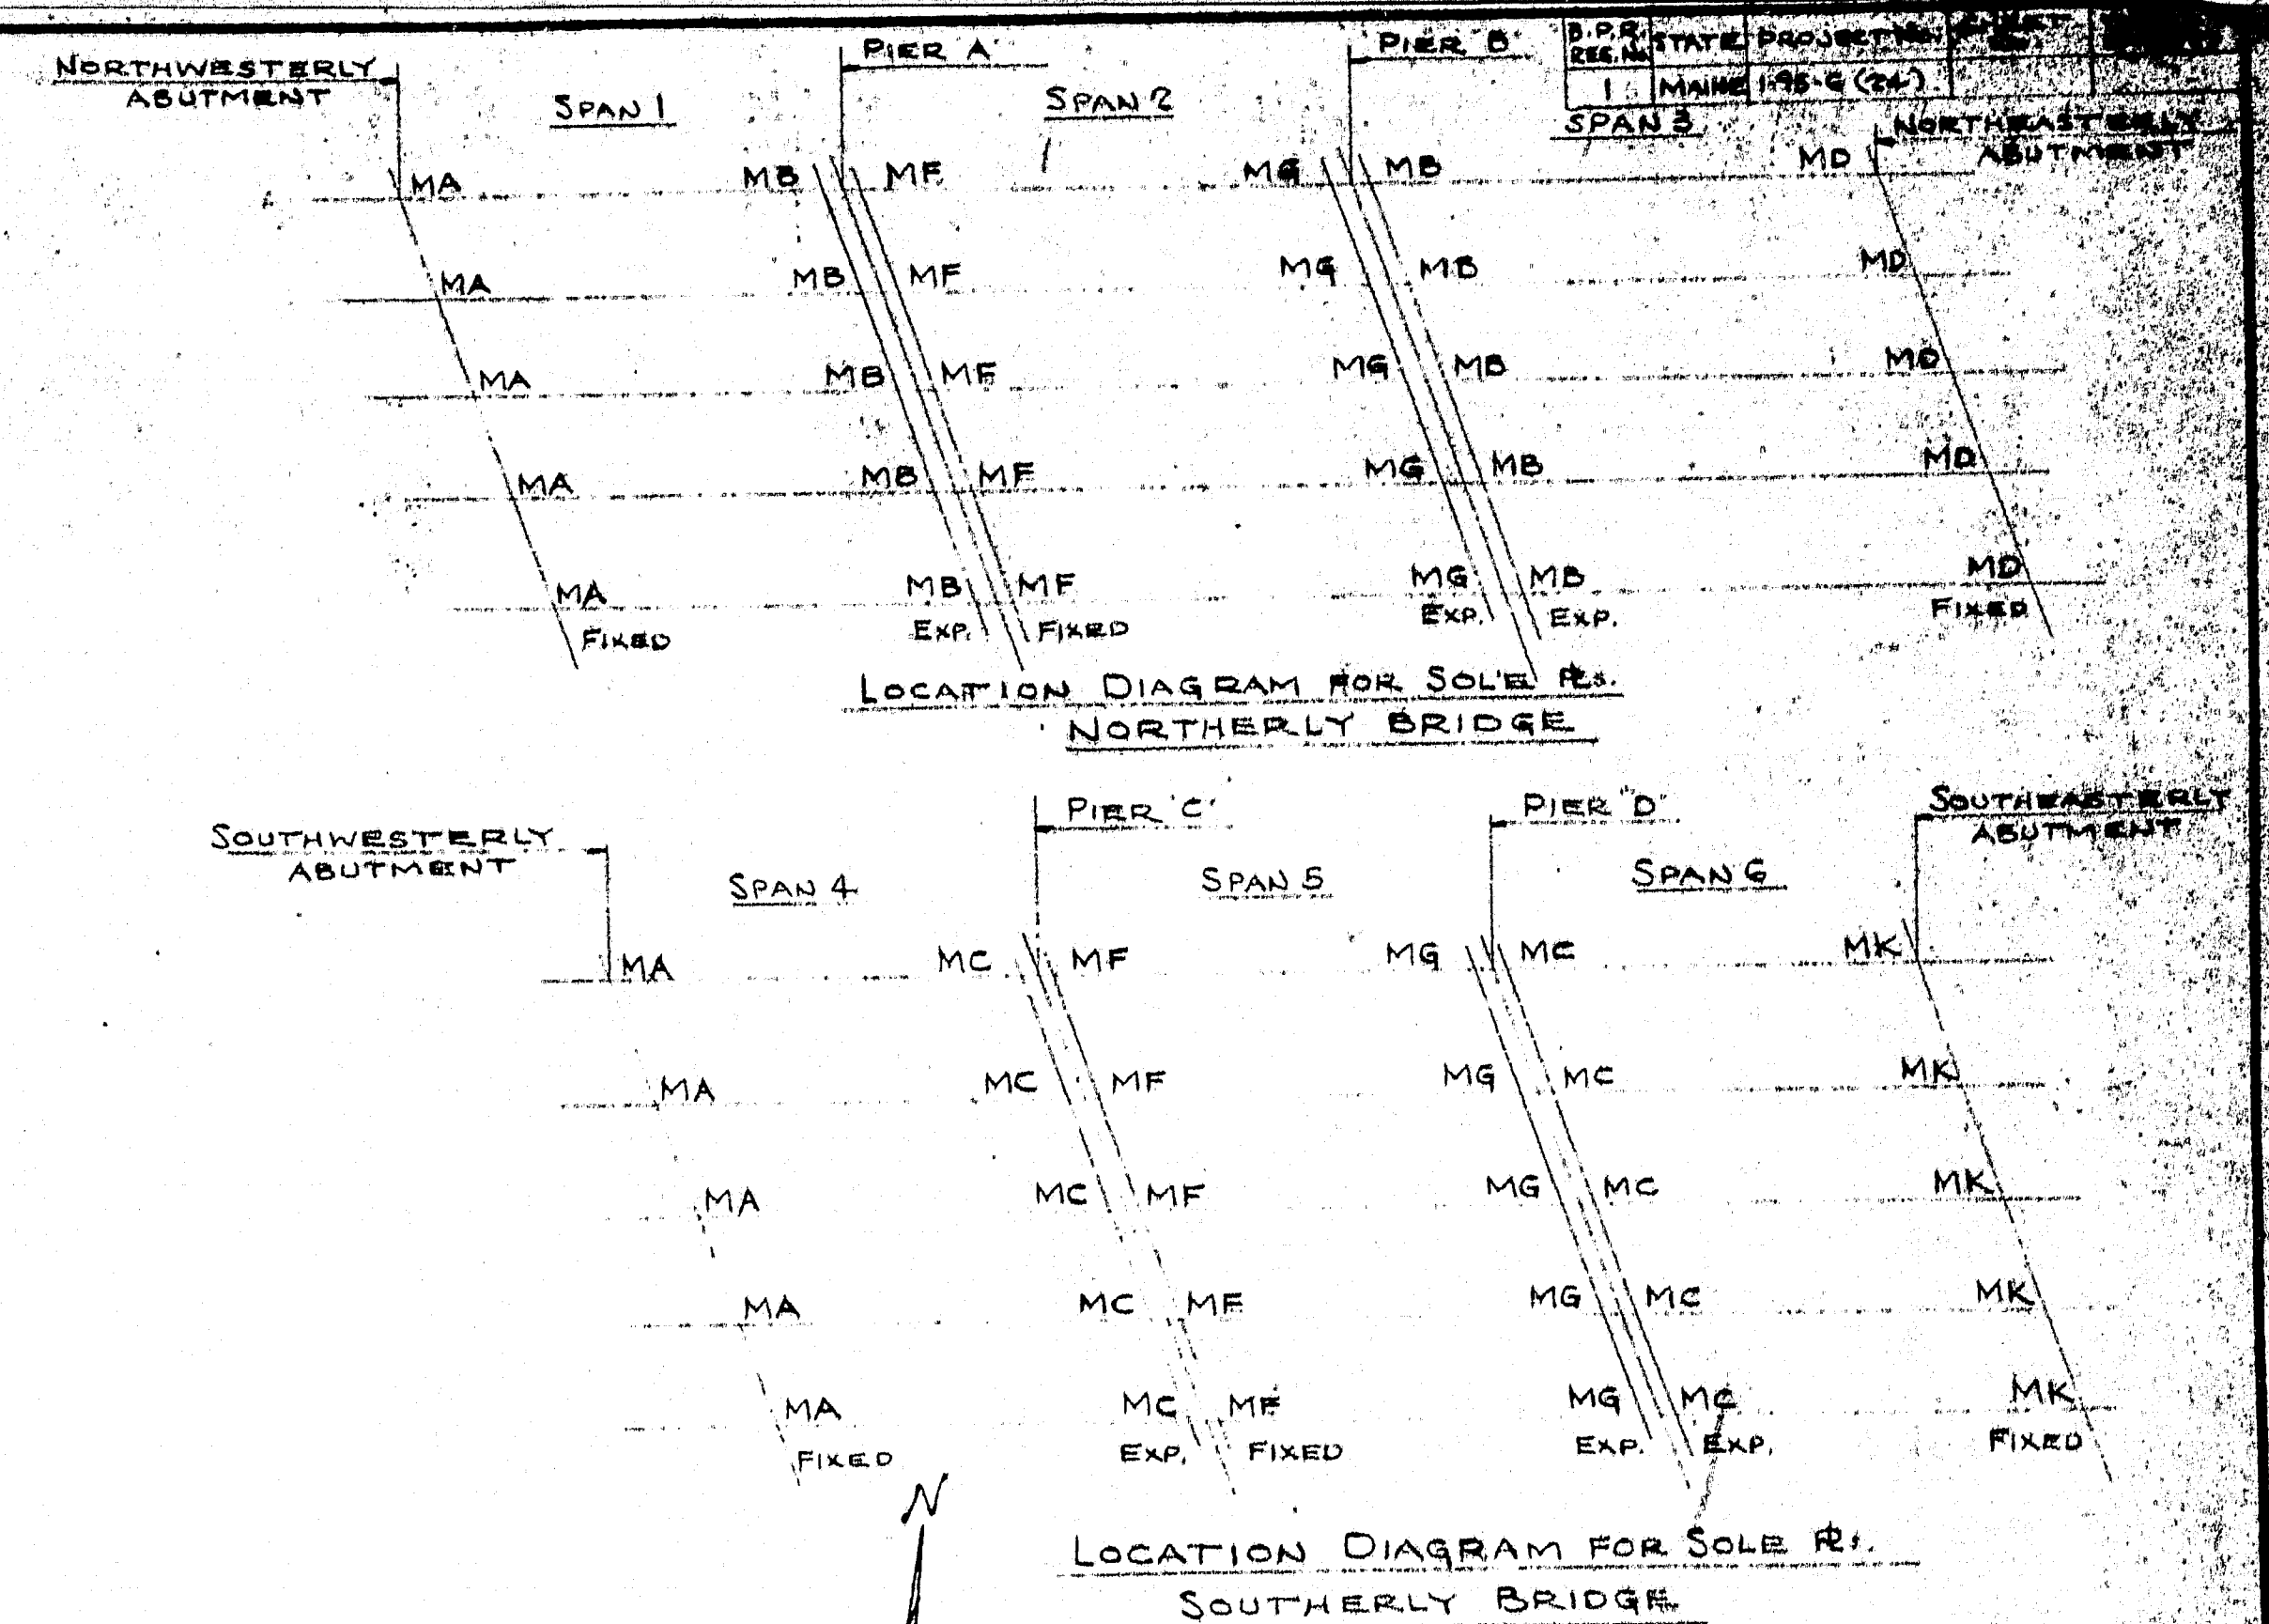 PIER "A"
PIER "B"
B.P.R. REG. No. STATE PROJECT NO.
1 MAINE I-95-6 (24)
NORTHWESTERLY
ABUTMENT
SPAN 1
SPAN 2
SPAN 3
NORTHEASTERLY
ABUTMENT
MA MB MF MG MB MD
MA MB MF MG MB MD
MA MB MF MG MB MD
MA MB MF MG MB MD
MA MB MF MG MB MD
FIXED EXP. FIXED EXP. EXP. FIXED
LOCATION DIAGRAM FOR SOLE PLs.
NORTHERLY BRIDGE
PIER "C"
PIER "D"
SOUTHEASTERLY
ABUTMENT
SOUTHWESTERLY
ABUTMENT
SPAN 4
SPAN 5
SPAN 6
MA MC MF MG MC MK
MA MC MF MG MC MK
MA MC MF MG MC MK
MA MC MF MG MC MK
MA MC MF MG MC MK
FIXED EXP. FIXED EXP. EXP. FIXED
N
LOCATION DIAGRAM FOR SOLE PLs.
SOUTHERLY BRIDGE